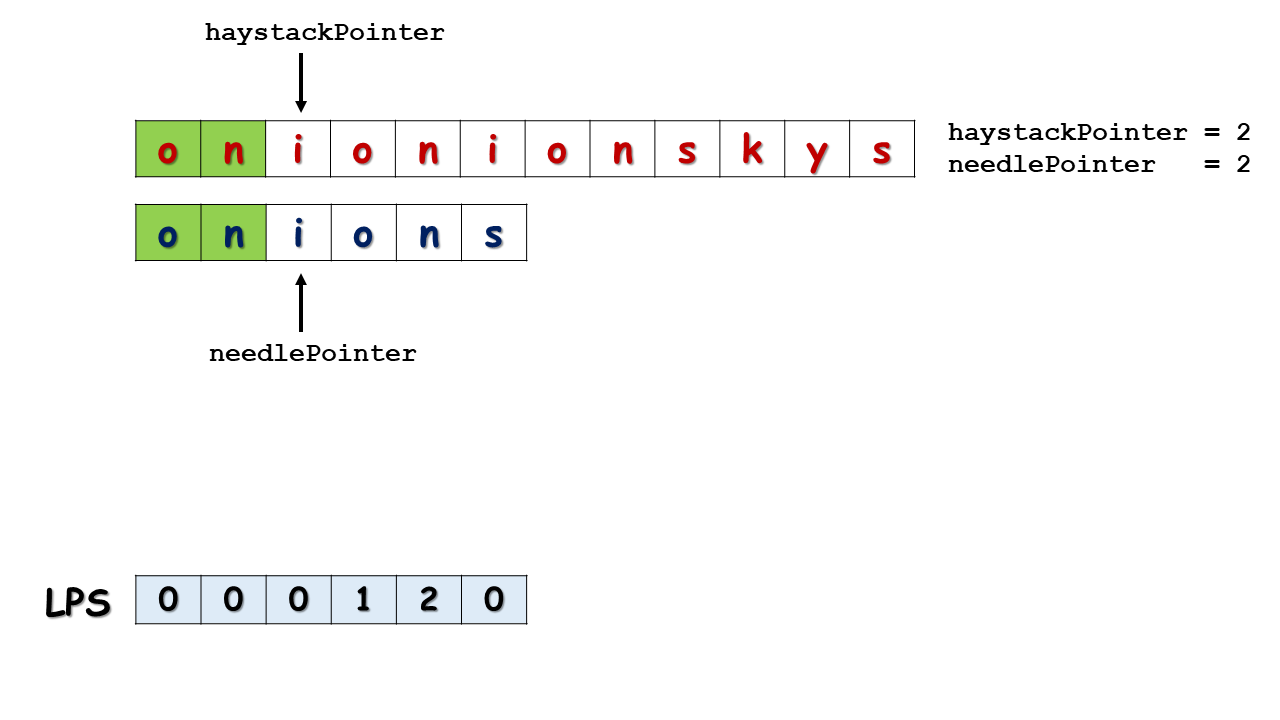 haystackPointer
o n i o n i o n s k y s
haystackPointer = 2
needlePointer = 2
o n i o n s
needlePointer
LPS 0 0 0 1 2 0